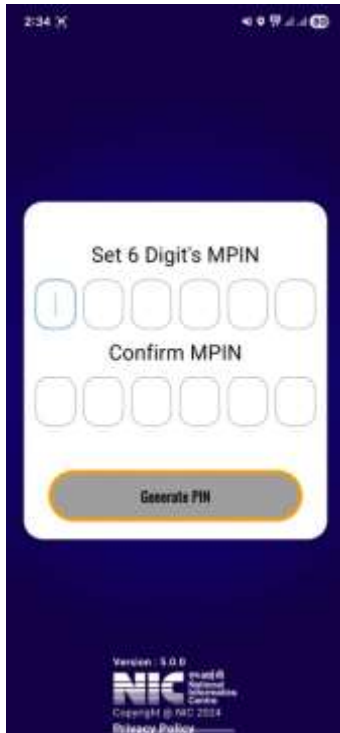 2:34
Set 6 Digit's MPIN
Confirm MPIN
Generate PIN
Version : 5.0.0
NIC
National
Informatics
Centre
Copyright @ NIC 2024
Privacy Policy